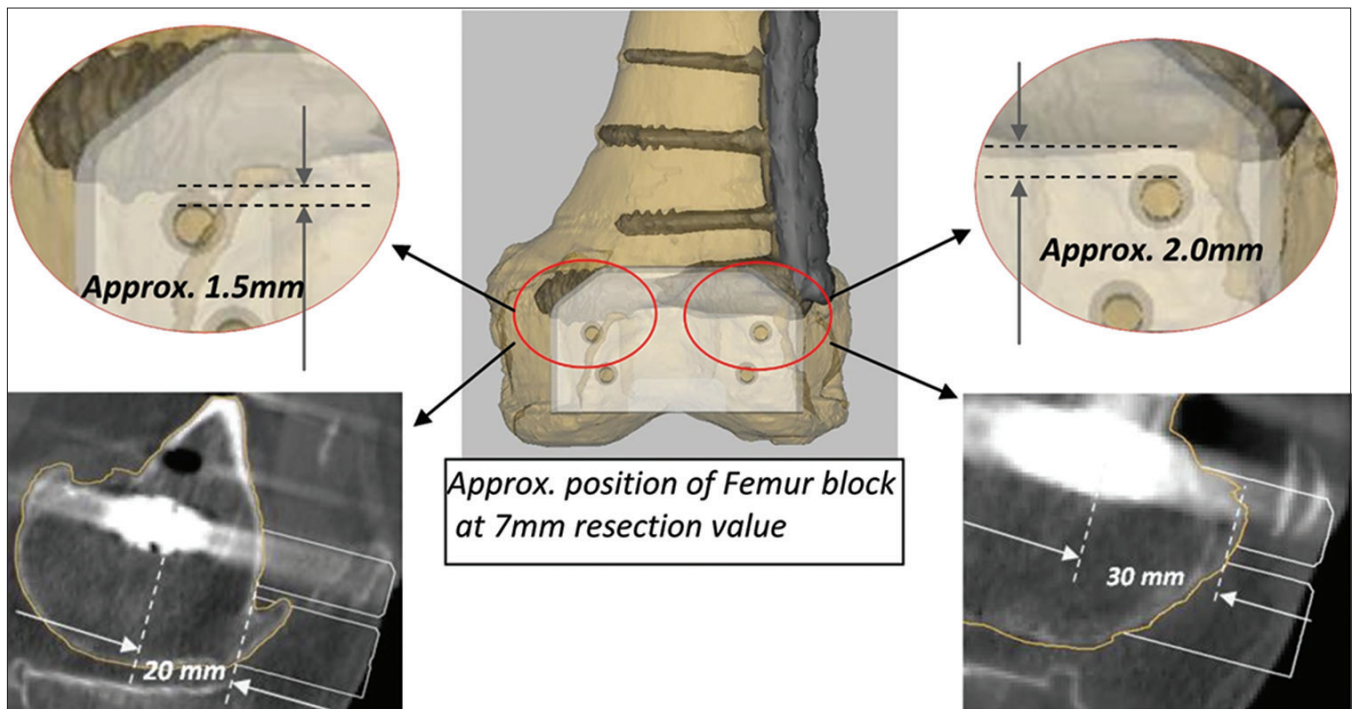 Approx. 1.5mm
Approx. 2.0mm
Approx. position of Femur block
at 7mm resection value
20 mm
30 mm